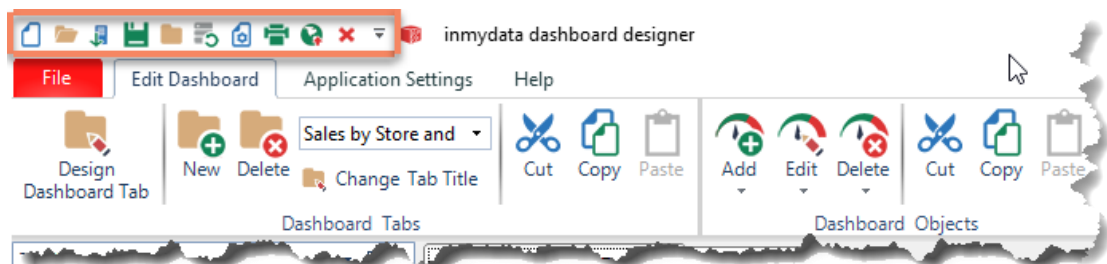 inmydata dashboard designer
File Edit Dashboard Application Settings Help
Sales by Store and
Design Dashboard Tab
New Delete
Change Tab Title
Cut Copy Paste
Add Edit Delete
Cut Copy Paste
Dashboard Tabs
Dashboard Objects